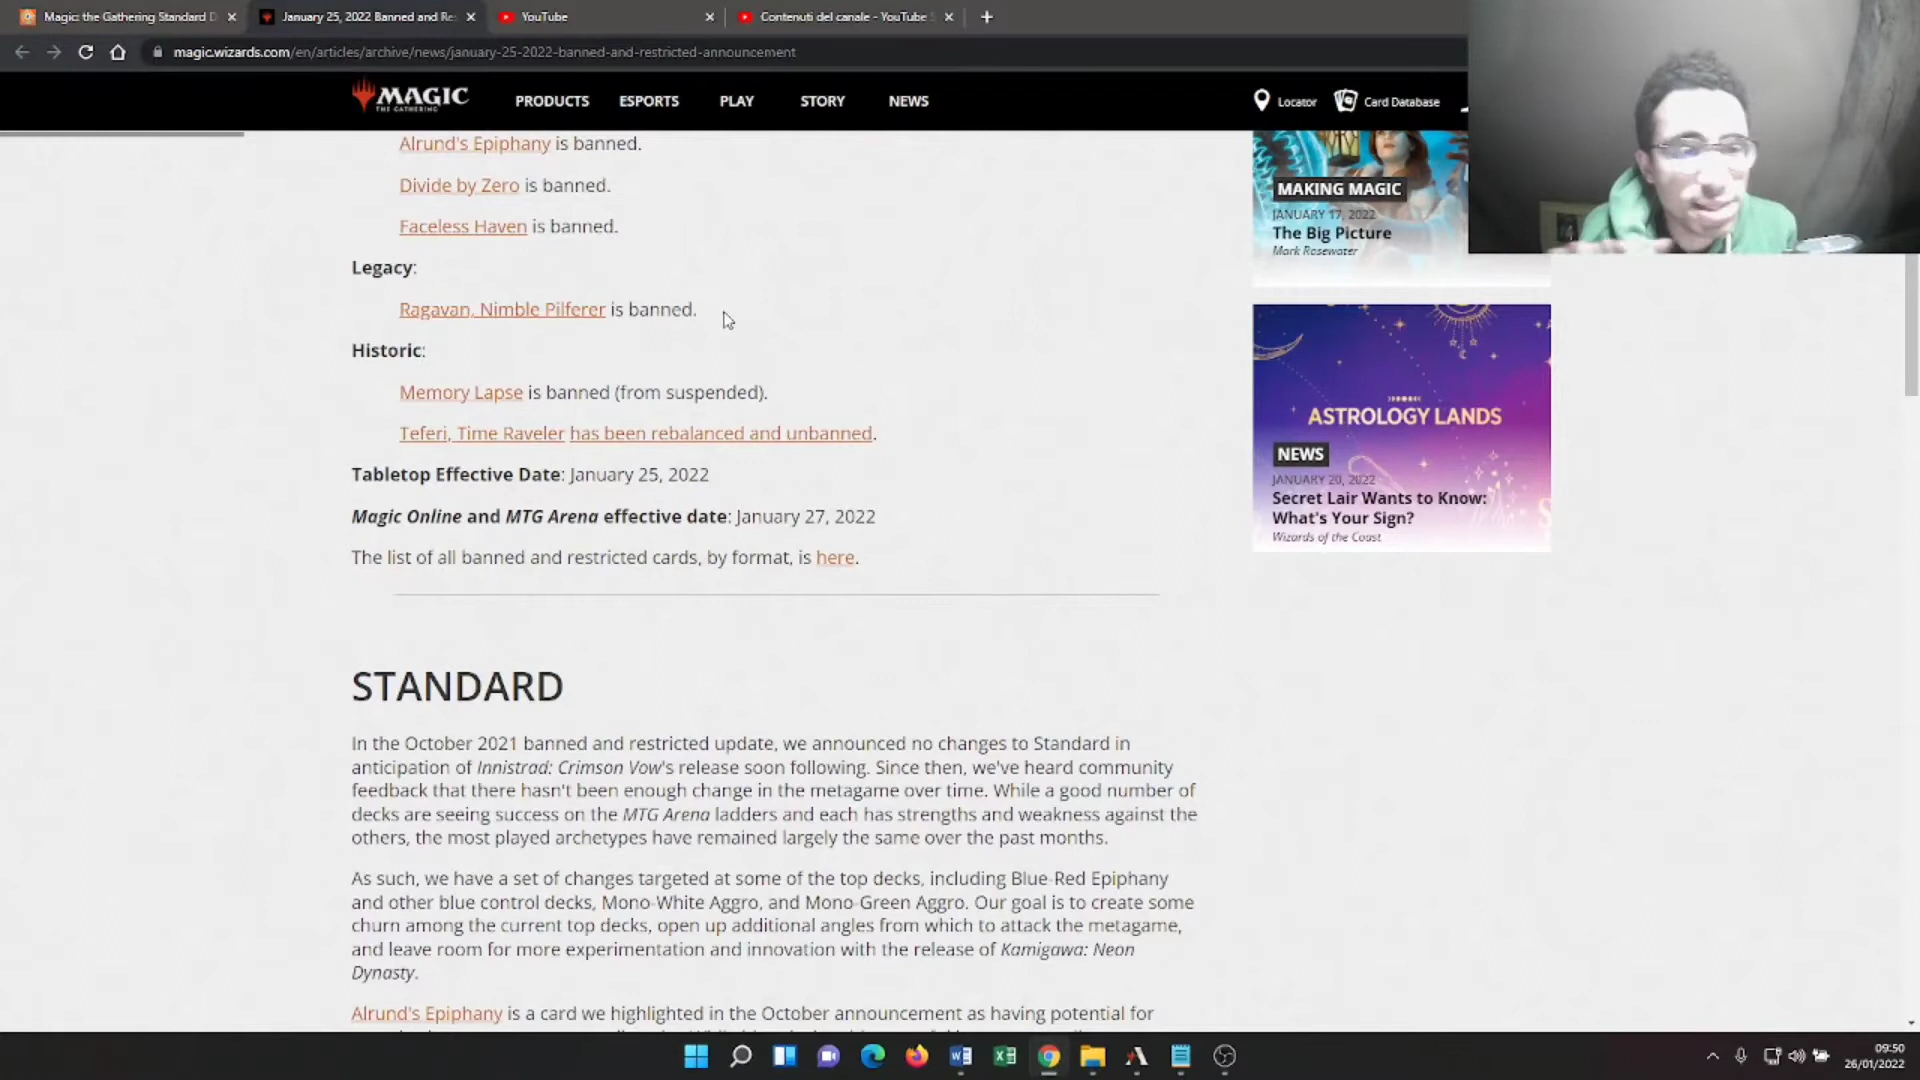 Magic: the Gathering Standard D
January 25, 2022 Banned and Re
YouTube
Contenuti del canale - YouTube S
magic.wizards.com/en/articles/archive/news/january-25-2022-banned-and-restricted-announcement
MAGIC
THE GATHERING
PRODUCTS
ESPORTS
PLAY
STORY
NEWS
Locator
Card Database
Alrund's Epiphany is banned.
Divide by Zero is banned.
Faceless Haven is banned.
Legacy:
Ragavan, Nimble Pilferer is banned.
Historic:
Memory Lapse is banned (from suspended).
Teferi, Time Raveler has been rebalanced and unbanned.
Tabletop Effective Date: January 25, 2022
Magic Online and MTG Arena effective date: January 27, 2022
The list of all banned and restricted cards, by format, is here.
MAKING MAGIC
JANUARY 17, 2022
The Big Picture
Mark Rosewater
ASTROLOGY LANDS
NEWS
JANUARY 20, 2022
Secret Lair Wants to Know:
What's Your Sign?
Wizards of the Coast
STANDARD
In the October 2021 banned and restricted update, we announced no changes to Standard in
anticipation of Innistrad: Crimson Vow's release soon following. Since then, we've heard community
feedback that there hasn't been enough change in the metagame over time. While a good number of
decks are seeing success on the MTG Arena ladders and each has strengths and weakness against the
others, the most played archetypes have remained largely the same over the past months.
As such, we have a set of changes targeted at some of the top decks, including Blue-Red Epiphany
and other blue control decks, Mono-White Aggro, and Mono-Green Aggro. Our goal is to create some
churn among the current top decks, open up additional angles from which to attack the metagame,
and leave room for more experimentation and innovation with the release of Kamigawa: Neon
Dynasty.
Alrund's Epiphany is a card we highlighted in the October announcement as having potential for
09:50
26/01/2022